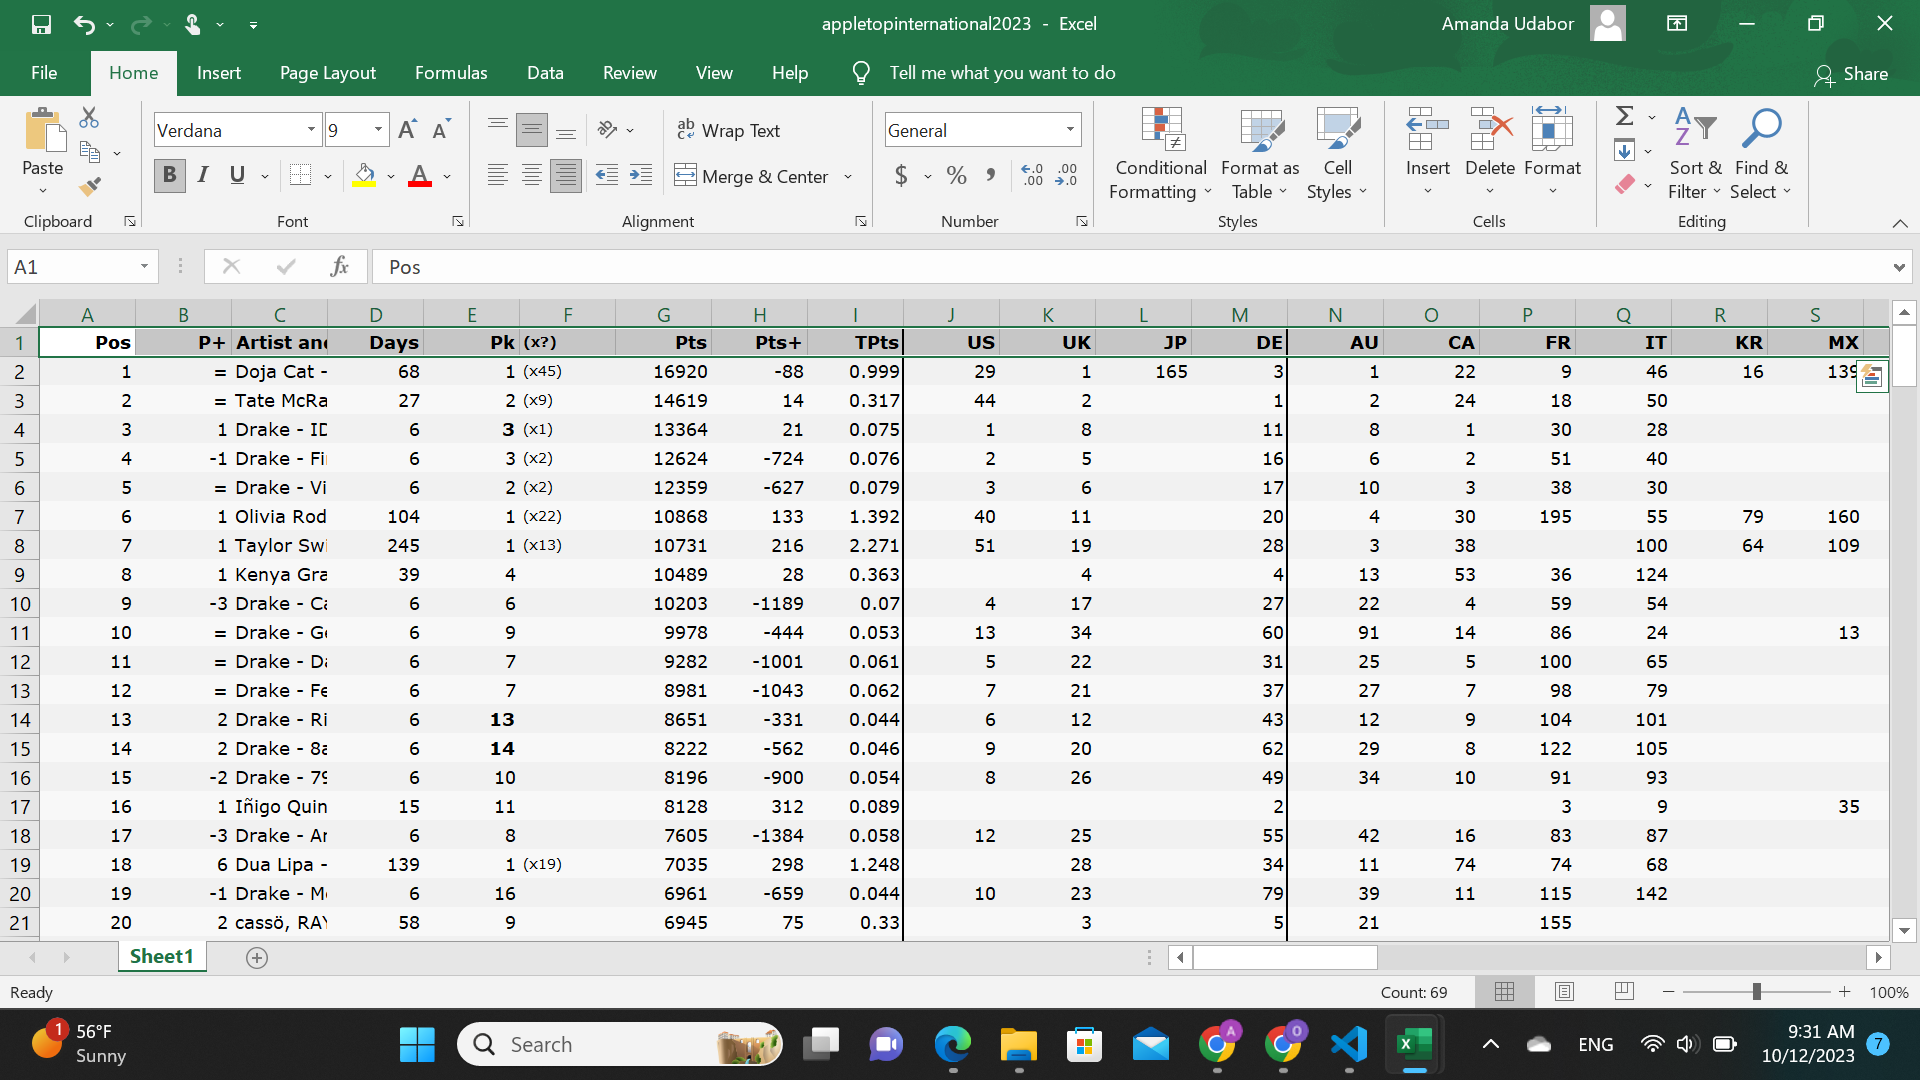 appletopinternational2023 - Excel
Amanda Udabor
File Home Insert Page Layout Formulas Data Review View Help Tell me what you want to do Share
Paste
Clipboard
Verdana 9
B I U
Font
Wrap Text
Merge & Center
Alignment
General
$ % ,
Number
Conditional Formatting
Format as Table
Cell Styles
Styles
Insert Delete Format
Cells
Sort & Filter
Find & Select
Editing
A1 fx Pos
A B C D E F G H I J K L M N O P Q R S
1 Pos P+ Artist and Days Pk (x?) Pts Pts+ TPts US UK JP DE AU CA FR IT KR MX
2 1 = Doja Cat - 68 1 (x45) 16920 -88 0.999 29 1 165 3 1 22 9 46 16 139
3 2 = Tate McRa 27 2 (x9) 14619 14 0.317 44 2 1 2 24 18 50
4 3 1 Drake - ID 6 3 (x1) 13364 21 0.075 1 8 11 8 1 30 28
5 4 -1 Drake - Fir 6 3 (x2) 12624 -724 0.076 2 5 16 6 2 51 40
6 5 = Drake - Vi 6 2 (x2) 12359 -627 0.079 3 6 17 10 3 38 30
7 6 1 Olivia Rod 104 1 (x22) 10868 133 1.392 40 11 20 4 30 195 55 79 160
8 7 1 Taylor Swi 245 1 (x13) 10731 216 2.271 51 19 28 3 38 100 64 109
9 8 1 Kenya Gra 39 4 10489 28 0.363 4 4 13 53 36 124
10 9 -3 Drake - Ca 6 6 10203 -1189 0.07 4 17 27 22 4 59 54
11 10 = Drake - Ge 6 9 9978 -444 0.053 13 34 60 91 14 86 24 13
12 11 = Drake - Da 6 7 9282 -1001 0.061 5 22 31 25 5 100 65
13 12 = Drake - Fe 6 7 8981 -1043 0.062 7 21 37 27 7 98 79
14 13 2 Drake - Ri 6 13 8651 -331 0.044 6 12 43 12 9 104 101
15 14 2 Drake - 8a 6 14 8222 -562 0.046 9 20 62 29 8 122 105
16 15 -2 Drake - 79 6 10 8196 -900 0.054 8 26 49 34 10 91 93
17 16 1 Iñigo Quin 15 11 8128 312 0.089 2 3 9 35
18 17 -3 Drake - Ar 6 8 7605 -1384 0.058 12 25 55 42 16 83 87
19 18 6 Dua Lipa - 139 1 (x19) 7035 298 1.248 28 34 11 74 74 68
20 19 -1 Drake - Mo 6 16 6961 -659 0.044 10 23 79 39 11 115 142
21 20 2 cassö, RAY 58 9 6945 75 0.33 3 5 21 155
Sheet1
Ready Count: 69 100%
1 56°F
Sunny
Search
A O
ENG
9:31 AM
10/12/2023
7